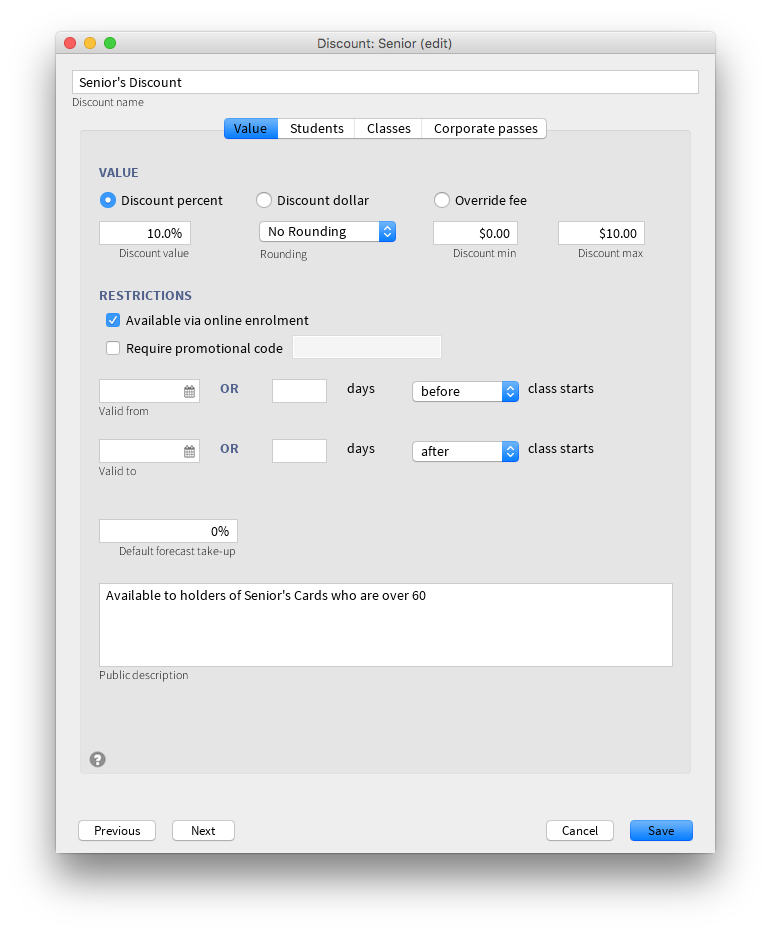 Discount: Senior (edit)
Senior's Discount
Discount name
Value Students Classes Corporate passes
VALUE
Discount percent Discount dollar Override fee
10.0% No Rounding $0.00 $10.00
Discount value Rounding Discount min Discount max
RESTRICTIONS
Available via online enrolment
Require promotional code
OR days before class starts
Valid from
OR days after class starts
Valid to
0%
Default forecast take-up
Available to holders of Senior's Cards who are over 60
Public description
?
Previous Next Cancel Save